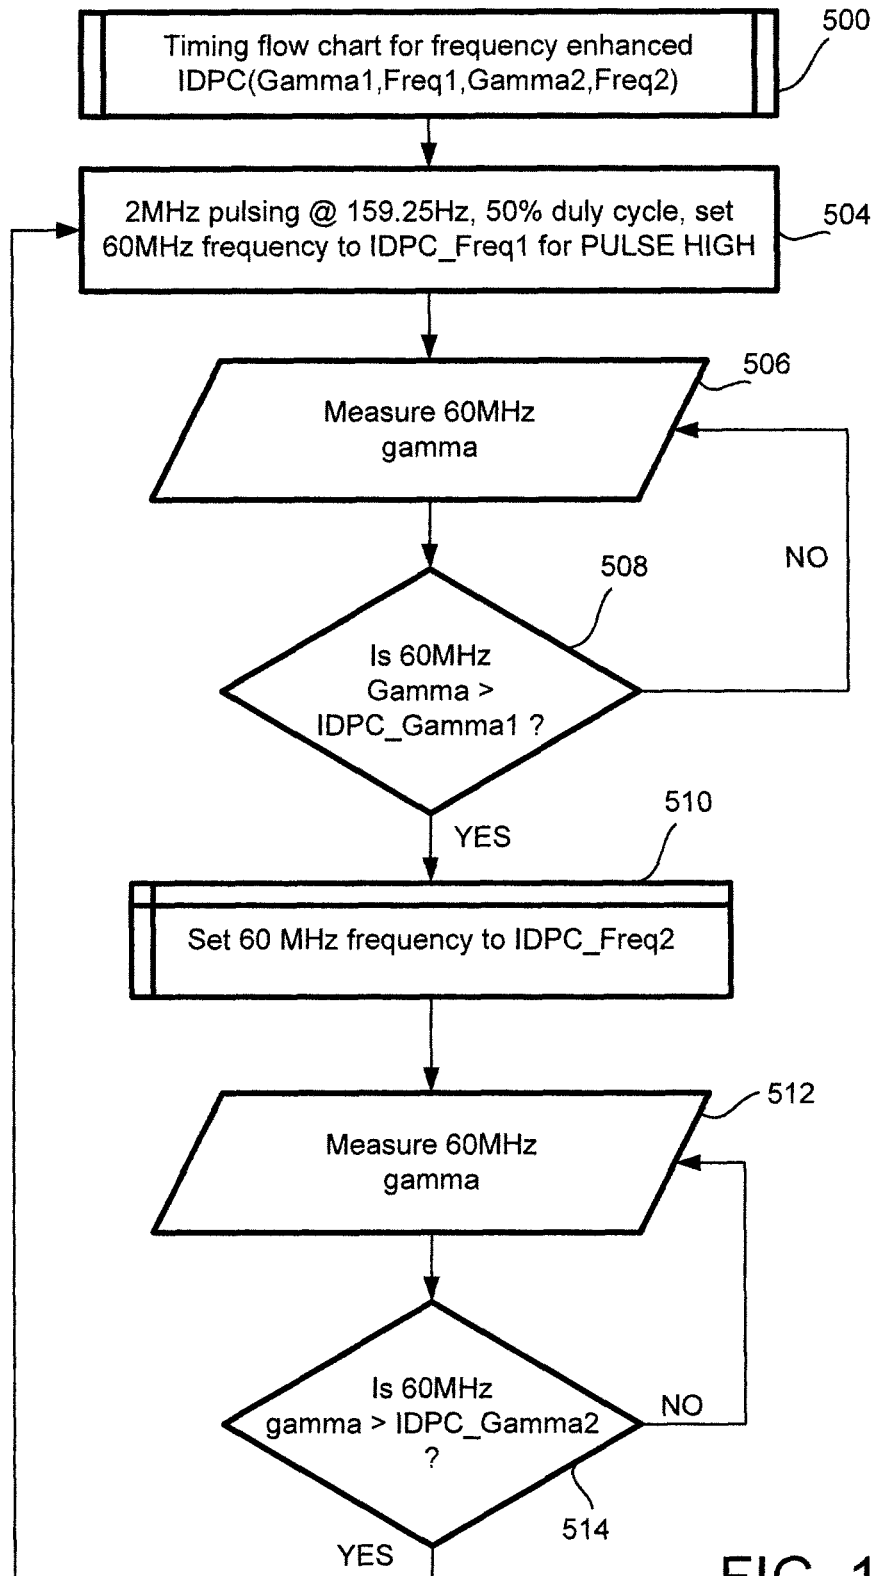 Timing flow chart for frequency enhanced
IDPC(Gamma1,Freq1,Gamma2,Freq2)
500
2MHz pulsing @ 159.25Hz, 50% duly cycle, set
60MHz frequency to IDPC_Freq1 for PULSE HIGH
504
Measure 60MHz
gamma
506
NO
Is 60MHz
Gamma >
IDPC_Gamma1 ?
508
YES
510
Set 60 MHz frequency to IDPC_Freq2
Measure 60MHz
gamma
512
Is 60MHz
gamma > IDPC_Gamma2
?
NO
514
YES
FIG. 1